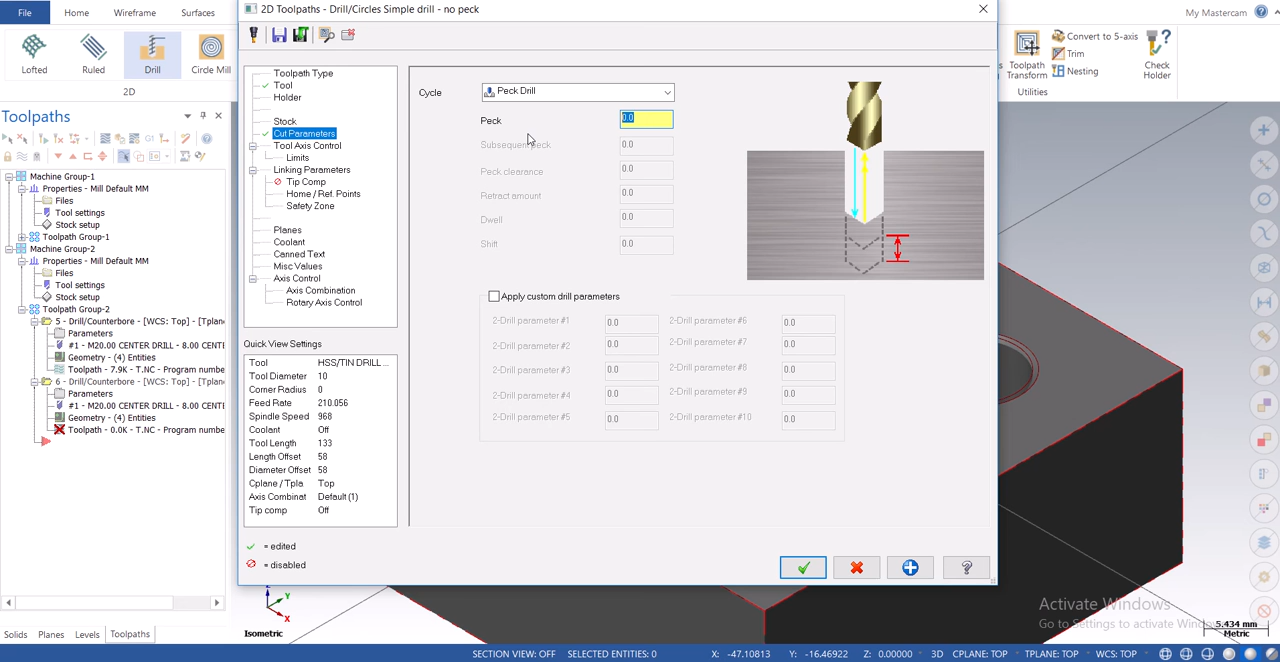 File
Home
Wireframe
Surfaces
My Mastercam
Lofted
Ruled
Drill
Circle Mill
2D
Toolpath
Transform
Convert to 5-axis
Trim
Nesting
Check
Holder
Utilities
2D Toolpaths - Drill/Circles Simple drill - no peck
Toolpaths
Machine Group-1
Properties - Mill Default MM
Files
Tool settings
Stock setup
Toolpath Group-1
Machine Group-2
Properties - Mill Default MM
Files
Tool settings
Stock setup
Toolpath Group-2
5 - Drill/Counterbore - [WCS: Top] - [Tplan
Parameters
#1 - M20.00 CENTER DRILL - 8.00 CENTI
Geometry - (4) Entities
Toolpath - 7.9K - T.NC - Program numbe
6 - Drill/Counterbore - [WCS: Top] - [Tplan
Parameters
#1 - M20.00 CENTER DRILL - 8.00 CENTI
Geometry - (4) Entities
Toolpath - 0.0K - T.NC - Program numbe
Solids
Planes
Levels
Toolpaths
Toolpath Type
Tool
Holder
Stock
Cut Parameters
Tool Axis Control
Limits
Linking Parameters
Tip Comp
Home / Ref. Points
Safety Zone
Planes
Coolant
Canned Text
Misc Values
Axis Control
Axis Combination
Rotary Axis Control
Quick View Settings
Tool HSS/TIN DRILL ...
Tool Diameter 10
Corner Radius 0
Feed Rate 210.056
Spindle Speed 968
Coolant Off
Tool Length 133
Length Offset 58
Diameter Offset 58
Cplane / Tpla Top
Axis Combinat Default (1)
Tip comp Off
= edited
= disabled
Cycle Peck Drill
Peck 0.0
Subsequent peck 0.0
Peck clearance 0.0
Retract amount 0.0
Dwell 0.0
Shift 0.0
Apply custom drill parameters
2-Drill parameter #1 0.0 2-Drill parameter #6 0.0
2-Drill parameter #2 0.0 2-Drill parameter #7 0.0
2-Drill parameter #3 0.0 2-Drill parameter #8 0.0
2-Drill parameter #4 0.0 2-Drill parameter #9 0.0
2-Drill parameter #5 0.0 2-Drill parameter #10 0.0
Z
Y
X
Isometric
Activate Windows
Go to Settings to activate Windows
5.434 mm
Metric
SECTION VIEW: OFF SELECTED ENTITIES: 0 X: -47.10813 Y: -16.46922 Z: 0.00000 3D CPLANE: TOP TPLANE: TOP WCS: TOP